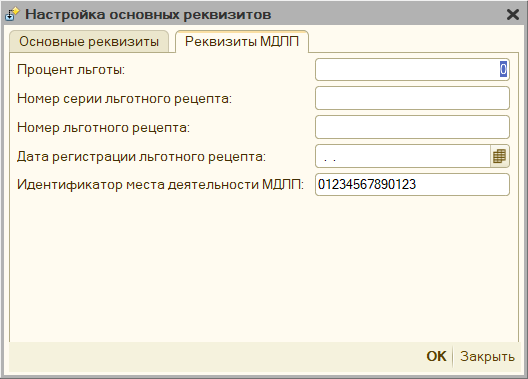 Настройка основных реквизитов
Основные реквизиты Реквизиты МДЛП
Процент льготы: 0
Номер серии льготного рецепта:
Номер льготного рецепта:
Дата регистрации льготного рецепта: . .
Идентификатор места деятельности МДЛП: 01234567890123
OK Закрыть